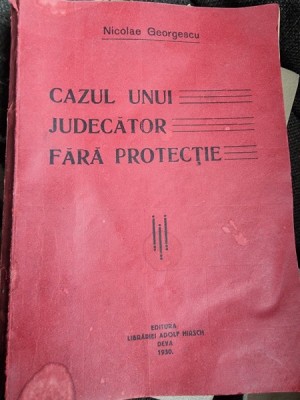 Nicolae Georgescu
CAZUL UNUI
JUDECĂTOR
FĂRĂ PROTECŢIE
EDITURA
LIBRĂRIEI ADOLF HIRSCH
DEVA
1930.